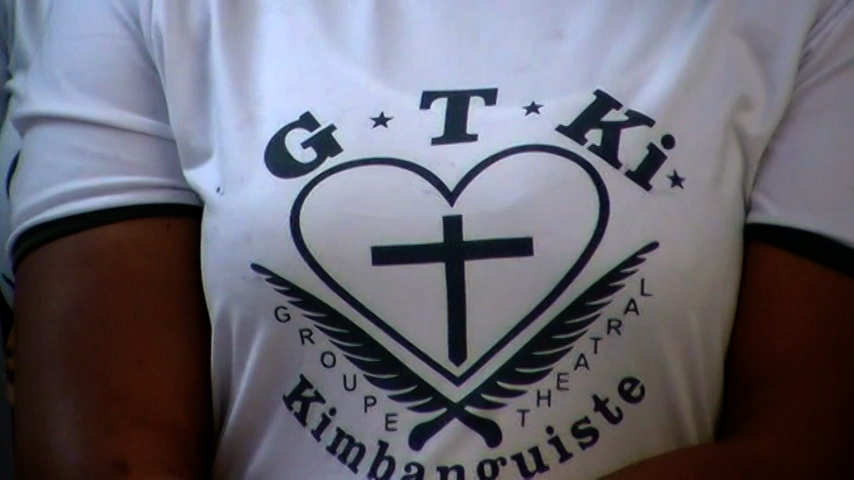 G ★ T ★ Ki ★
GROUPE THEATRAL
Kimbanguiste